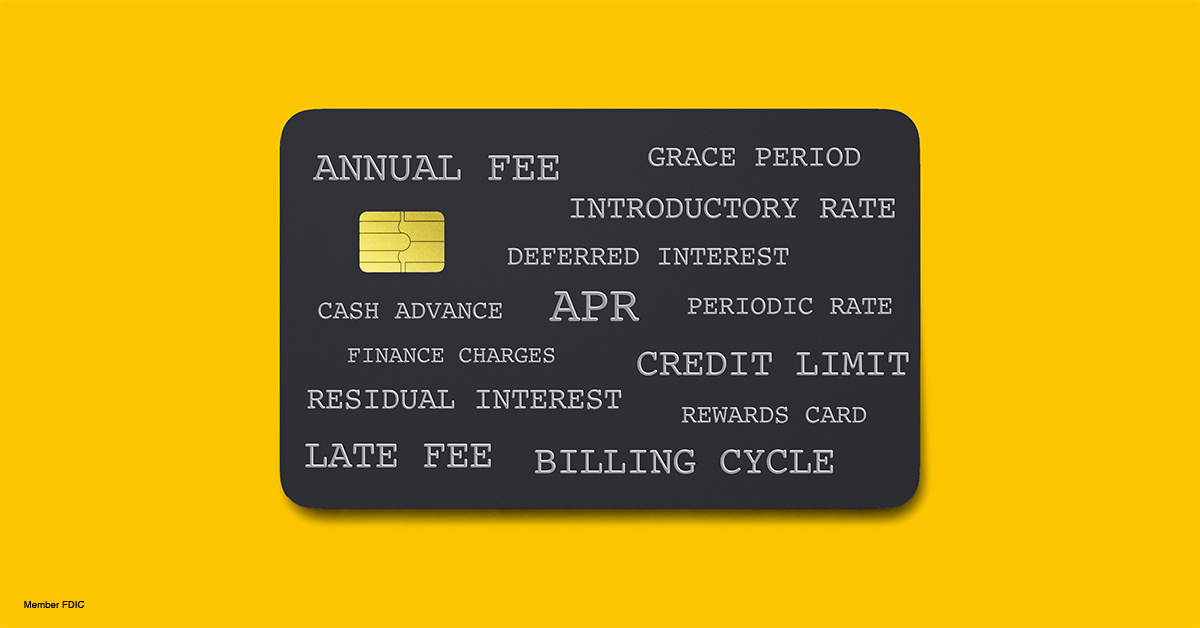 ANNUAL FEE
GRACE PERIOD
INTRODUCTORY RATE
DEFERRED INTEREST
CASH ADVANCE
APR
PERIODIC RATE
FINANCE CHARGES
CREDIT LIMIT
RESIDUAL INTEREST
REWARDS CARD
LATE FEE
BILLING CYCLE
Member FDIC